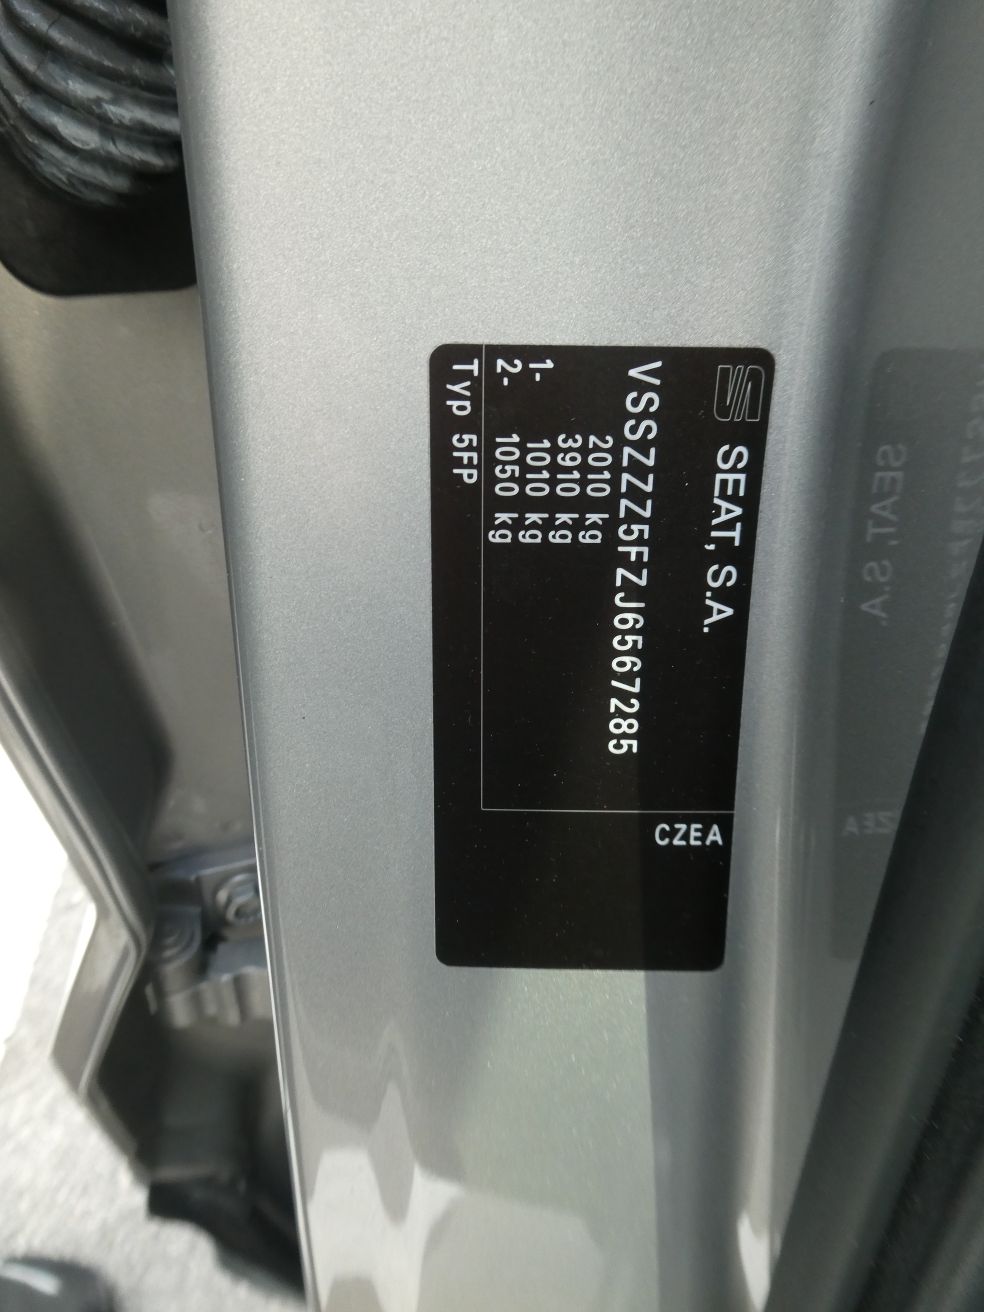 SEAT, S.A.
VSSZZZ5FZJ6567285
2010 kg
3910 kg
1- 1010 kg
2- 1050 kg
Typ 5FP
CZEA